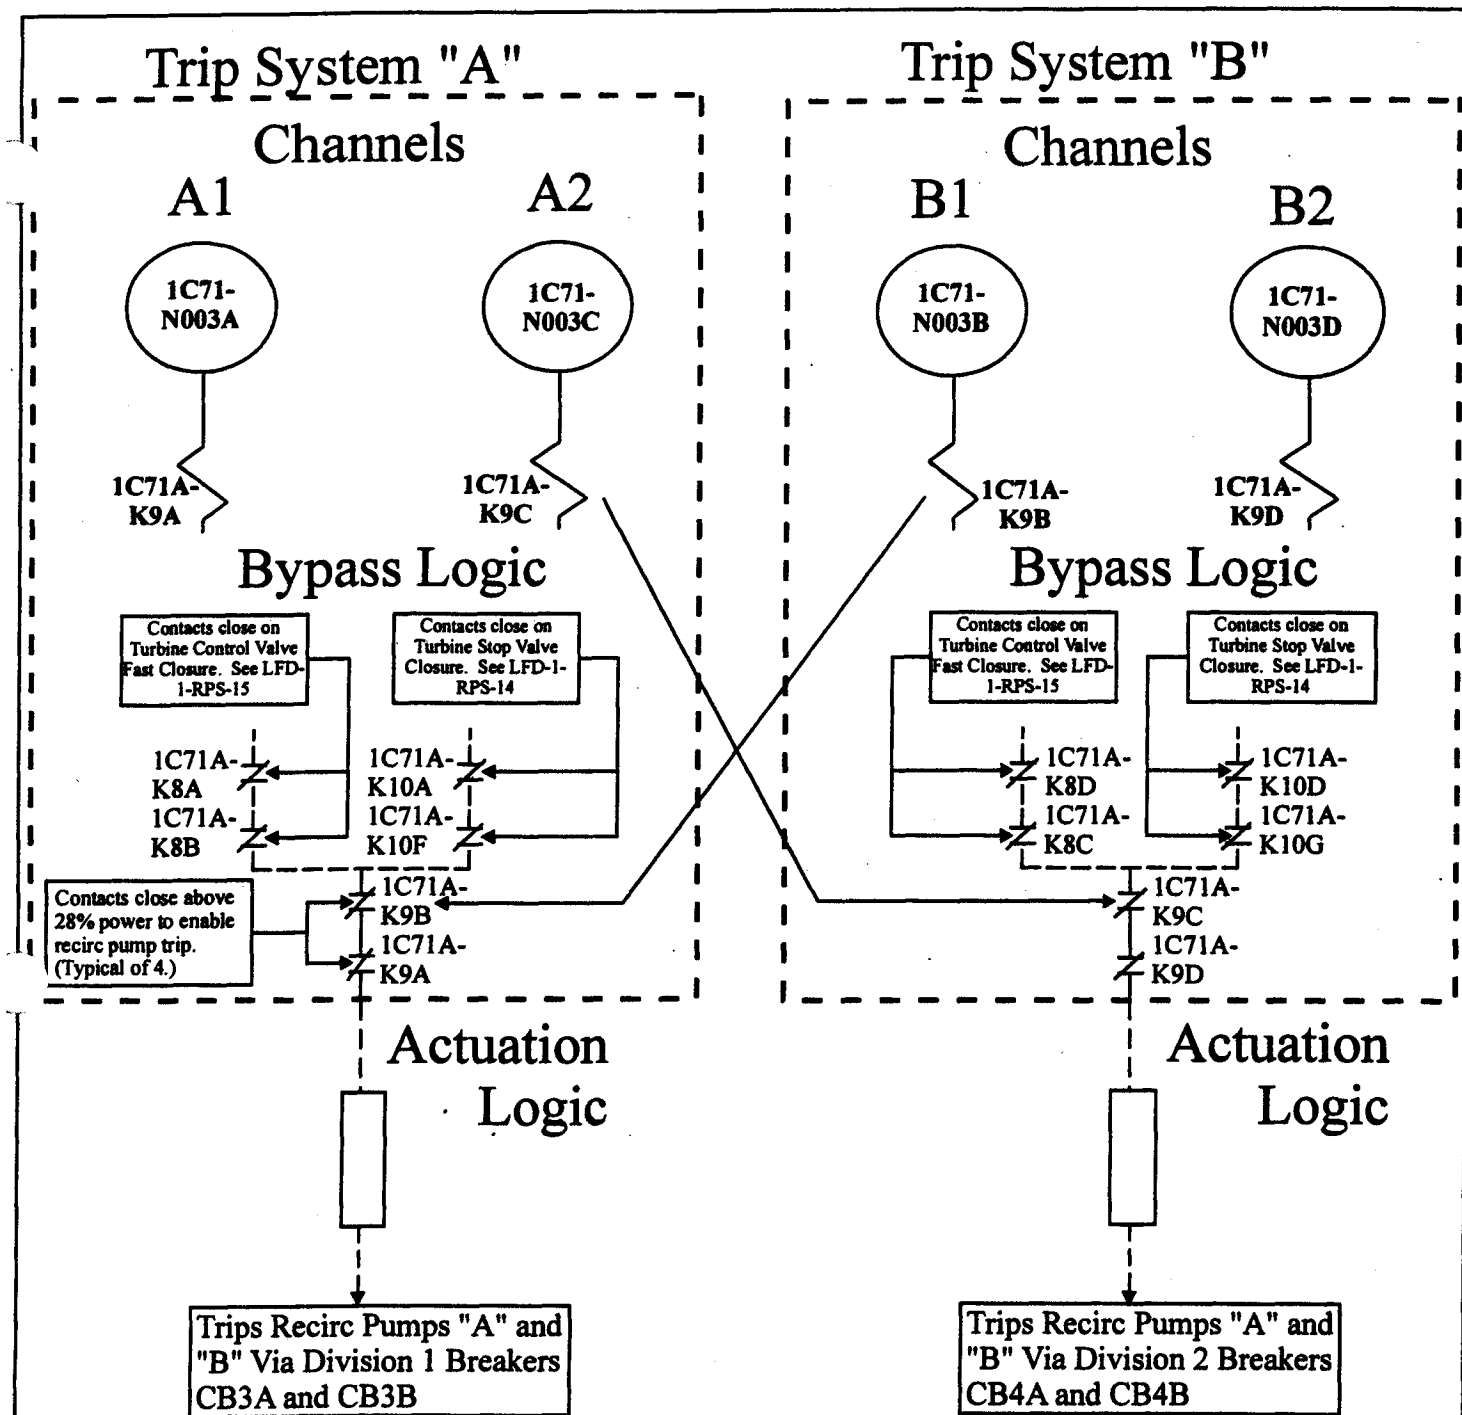 Trip System "A"
Trip System "B"
Channels
Channels
A1
A2
B1
B2
1C71-
N003A
1C71-
N003C
1C71-
N003B
1C71-
N003D
1C71A-
K9A
1C71A-
K9C
1C71A-
K9B
1C71A-
K9D
Bypass Logic
Bypass Logic
Contacts close on
Turbine Control Valve
Fast Closure. See LFD-
1-RPS-15
Contacts close on
Turbine Stop Valve
Closure. See LFD-1-
RPS-14
Contacts close on
Turbine Control Valve
Fast Closure. See LFD-
1-RPS-15
Contacts close on
Turbine Stop Valve
Closure. See LFD-1-
RPS-14
1C71A-
K8A
1C71A-
K10A
1C71A-
K8D
1C71A-
K10D
1C71A-
K8B
1C71A-
K10F
1C71A-
K8C
1C71A-
K10G
Contacts close above
28% power to enable
recirc pump trip.
(Typical of 4.)
1C71A-
K9B
1C71A-
K9A
1C71A-
K9C
1C71A-
K9D
Actuation
Logic
Actuation
Logic
Trips Recirc Pumps "A" and
"B" Via Division 1 Breakers
CB3A and CB3B
Trips Recirc Pumps "A" and
"B" Via Division 2 Breakers
CB4A and CB4B